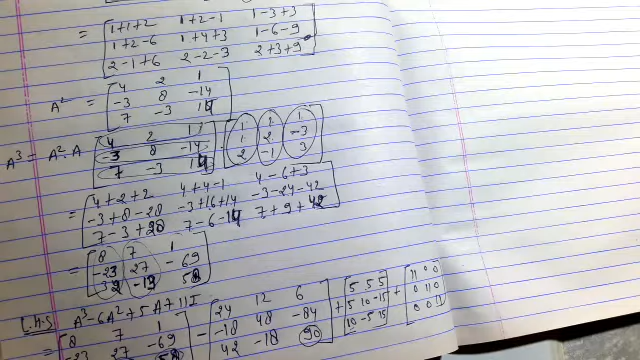 = [ 1+1+2 1+2-1 1-3+3
1+2-6 1+4+3 1-6-9
2-1+6 2-2-3 2+3+9 ]
A² = [ 4 2 1
-3 8 -14
7 -3 14 ]
A³ = A².A [ 4 2 1
-3 8 -14
7 -3 14 ] . [ 1 1 1
1 2 -3
2 -1 3 ]
= [ 4+2+2 4+4-1 4-6+3
-3+8-28 -3+16+14 -3-24-42
7-3+28 7-6-14 7+9+42 ]
= [ 8 7 1
-23 27 -69
32 -13 58 ]
L.H.S A³-6A²+5A+11I
= [ 8 7 1
-23 27 -69
58 ] - [ 24 12 6
-18 48 -84
42 -18 90 ] + [ 5 5 5
5 10 -15
10 -5 15 ] + [ 11 0 0
0 11 0
0 0 11 ]